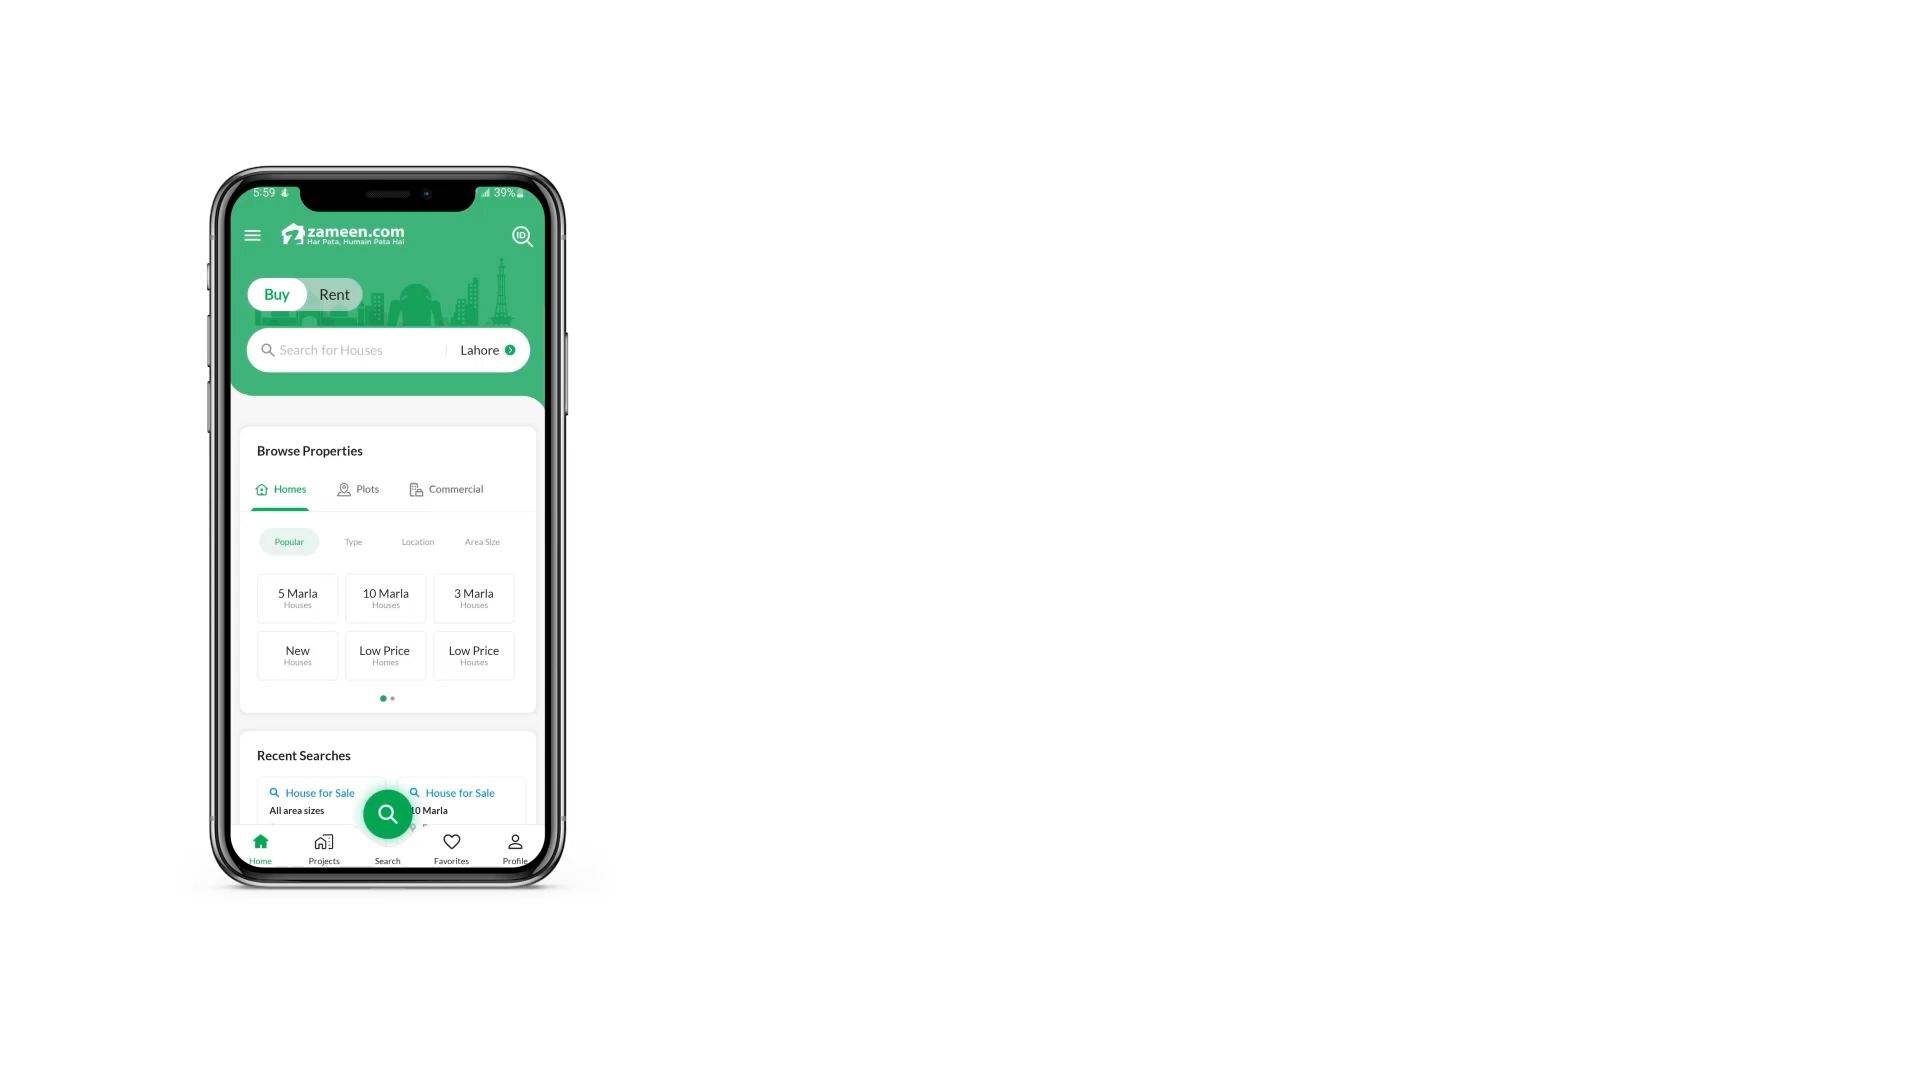 5:59
39%
zameen.com
Har Pata, Humain Pata Hai
ID
Buy Rent
Search for Houses Lahore
Browse Properties
Homes Plots Commercial
Popular Type Location Area Size
5 Marla 10 Marla 3 Marla
Houses Houses Houses
New Low Price Low Price
Houses Homes Houses
Recent Searches
House for Sale House for Sale
All area sizes 10 Marla
Home Projects Search Favorites Profile